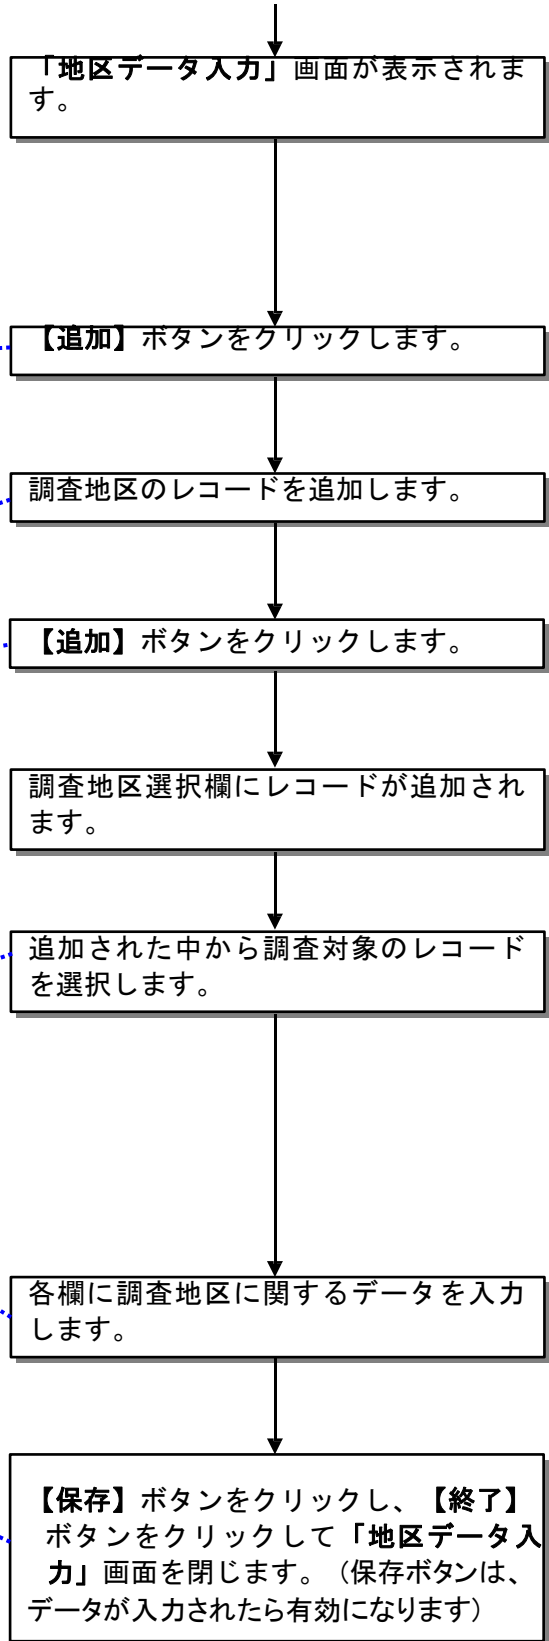 「地区データ入力」画面が表示されま
す。
【追加】ボタンをクリックします。
調査地区のレコードを追加します。
【追加】ボタンをクリックします。
調査地区選択欄にレコードが追加され
ます。
追加された中から調査対象のレコード
を選択します。
各欄に調査地区に関するデータを入力
します。
【保存】ボタンをクリックし、【終了】
ボタンをクリックして「地区データ入
力」画面を閉じます。（保存ボタンは、
データが入力されたら有効になります）